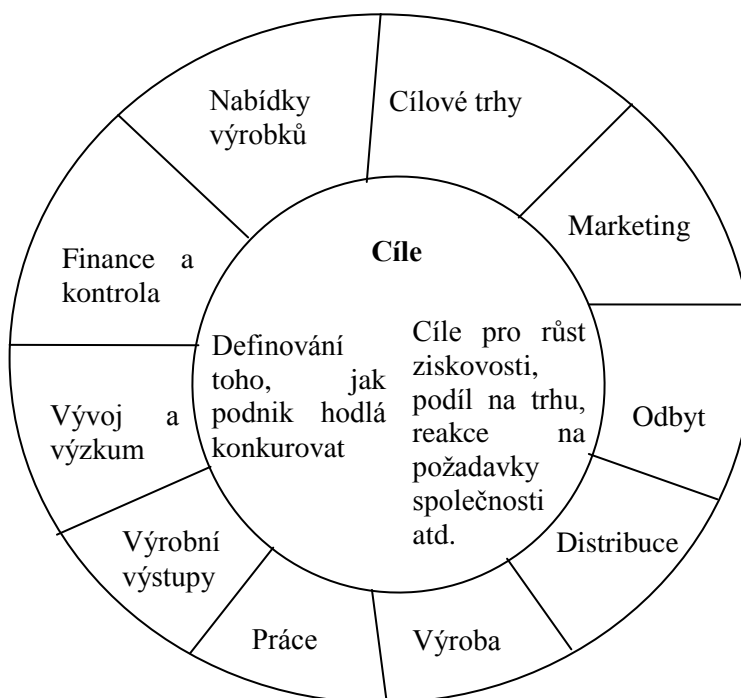 Nabídky
výrobků
Cílové trhy
Marketing
Odbyt
Distribuce
Výroba
Práce
Výrobní
výstupy
Vývoj a
výzkum
Finance a
kontrola
Cíle
Definování
toho, jak
podnik hodlá
konkurovat
Cíle pro růst
ziskovosti,
podíl na trhu,
reakce na
požadavky
společnosti
atd.